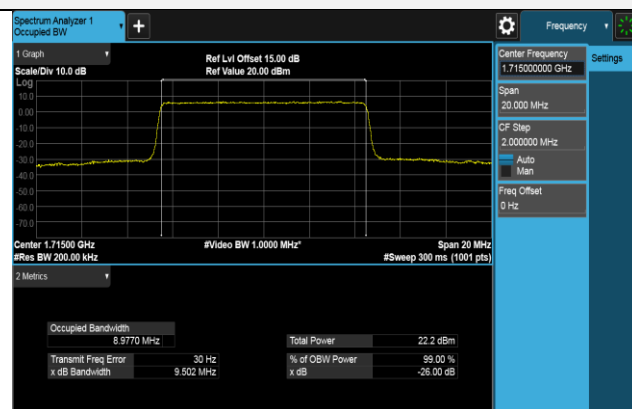 Spectrum Analyzer 1
Occupied BW
+
Frequency
1 Graph
Ref Lvl Offset 15.00 dB
Scale/Div 10.0 dB
Ref Value 20.00 dBm
Log
10.0
0.00
-10.0
-20.0
-30.0
-40.0
-50.0
-60.0
-70.0
Center 1.71500 GHz
#Video BW 1.0000 MHz*
Span 20 MHz
#Res BW 200.00 kHz
#Sweep 300 ms (1001 pts)
2 Metrics
Occupied Bandwidth
8.9770 MHz
Total Power 22.2 dBm
Transmit Freq Error 30 Hz
% of OBW Power 99.00 %
x dB Bandwidth 9.502 MHz
x dB -26.00 dB
Center Frequency
1.715000000 GHz
Settings
Span
20.000 MHz
CF Step
2.000000 MHz
Auto
Man
Freq Offset
0 Hz